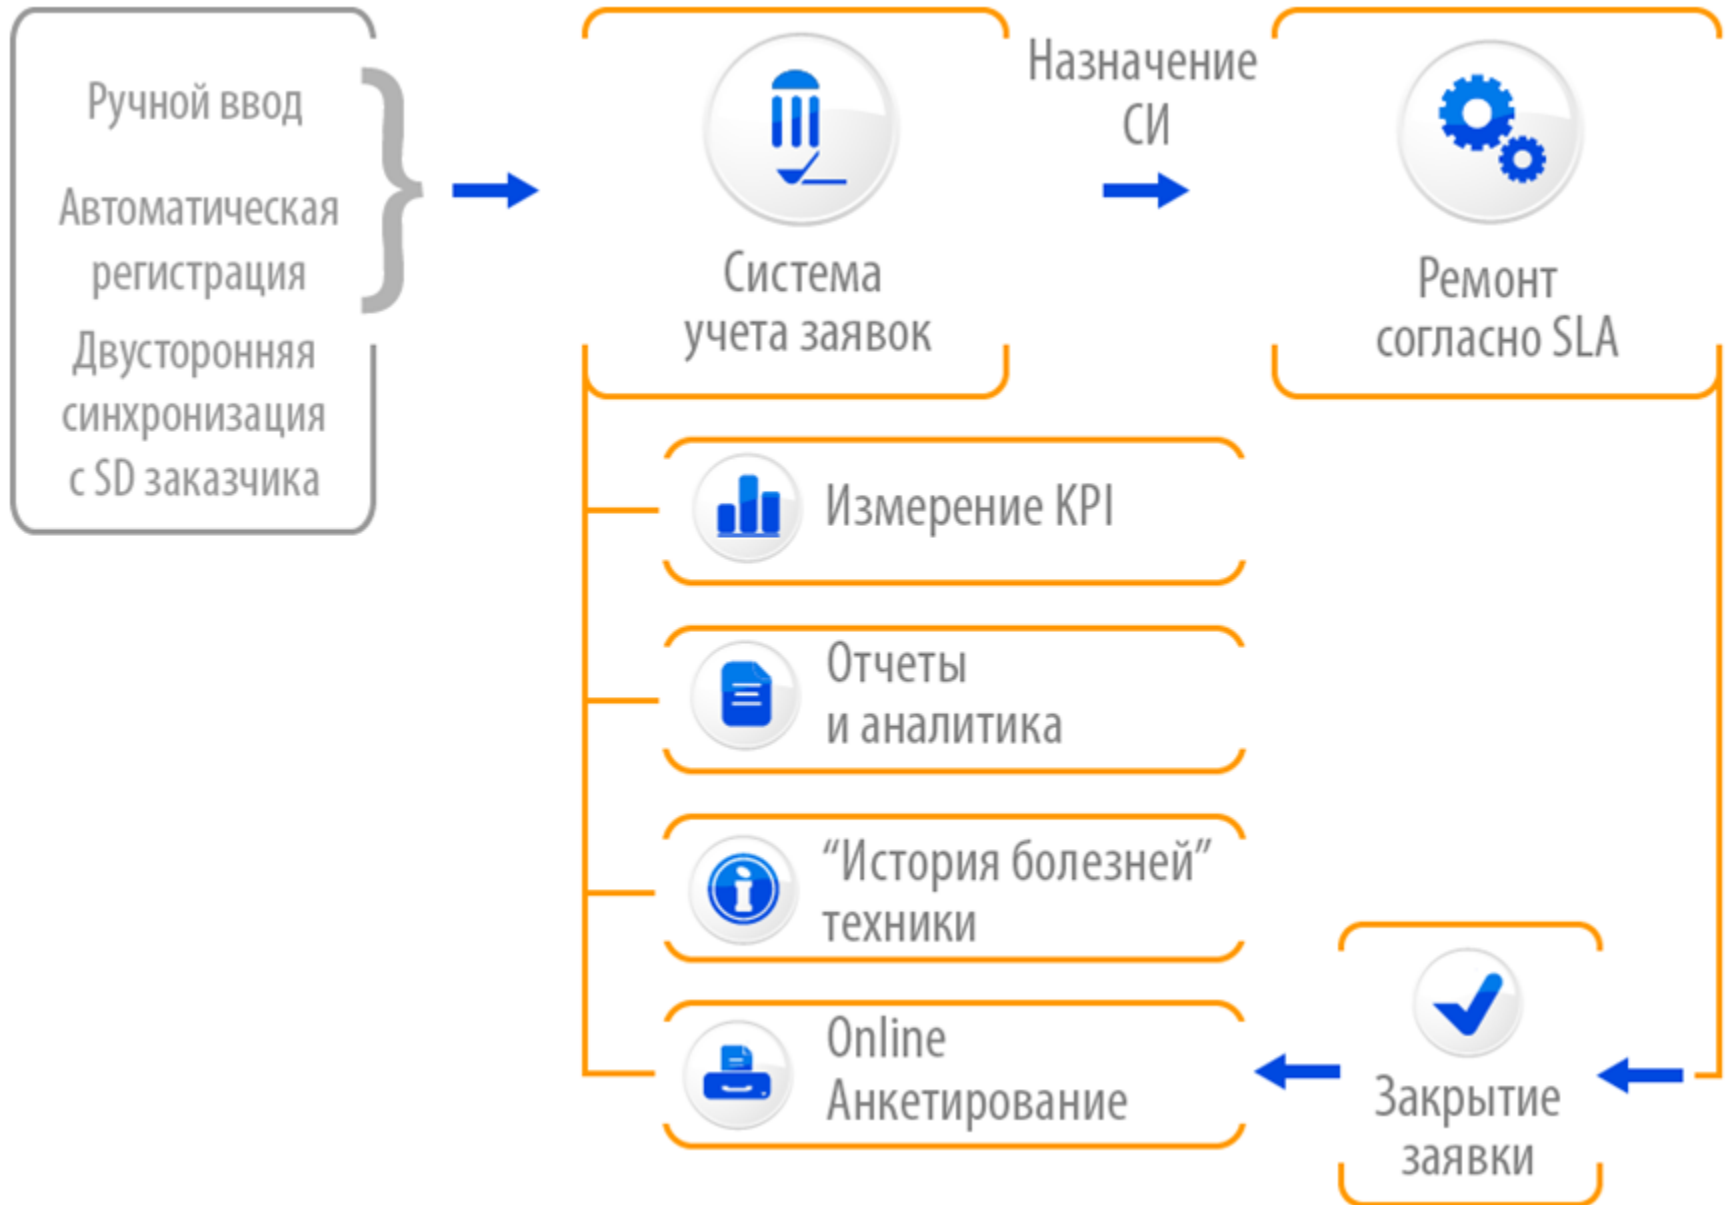 Ручной ввод
Автоматическая
регистрация
Двусторонняя
синхронизация
с SD заказчика
Система
учета заявок
Назначение
СИ
Ремонт
согласно SLA
Измерение KPI
Отчеты
и аналитика
“История болезней”
техники
Online
Анкетирование
Закрытие
заявки